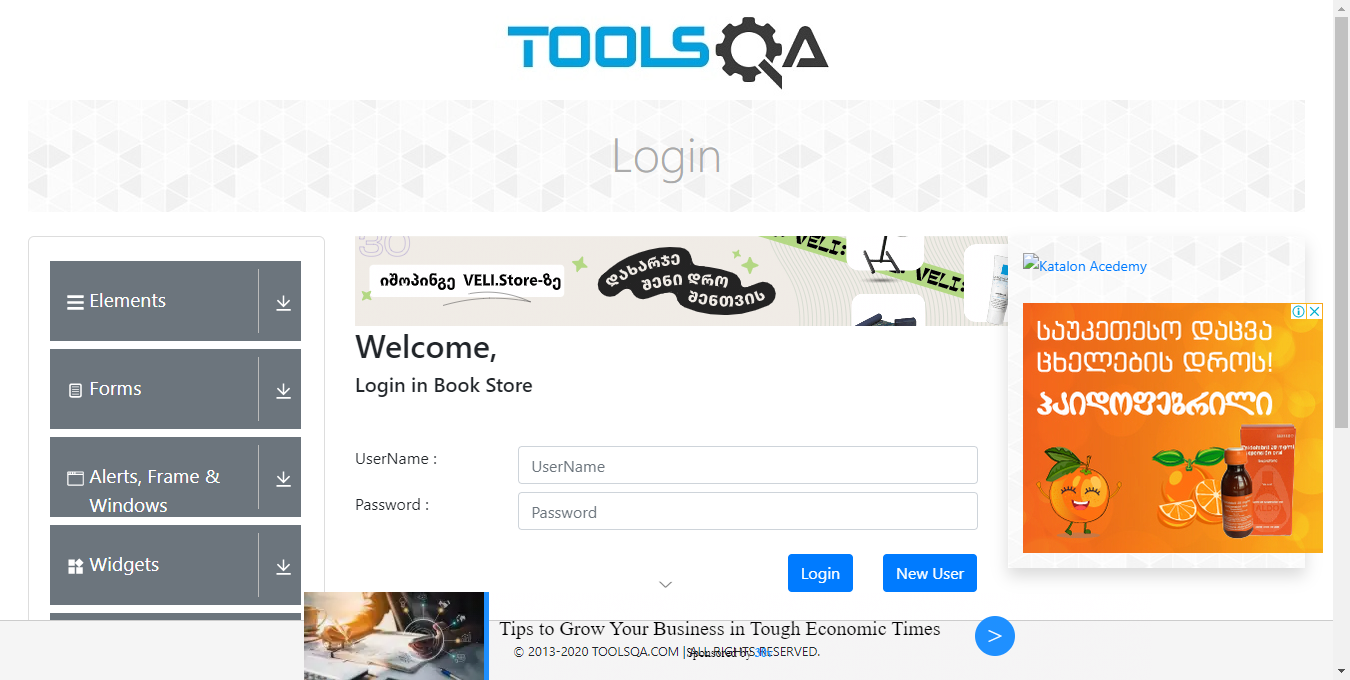 TOOLSQA
Login
Elements
Forms
Alerts, Frame &
Windows
Widgets
30
იშოპინგე VELI.Store-ზე
დახარჯე
შენი დრო
შენთვის
VELI:
VELI:
Welcome,
Login in Book Store
UserName :
UserName
Password :
Password
Login
New User
Katalon Acedemy
საუკეთესო დაცვა
ცხელების დროს!
პაიდოფებრილი
Tips to Grow Your Business in Tough Economic Times
>
© 2013-2020 TOOLSQA.COM | ALL RIGHTS RESERVED.
Sponsored by